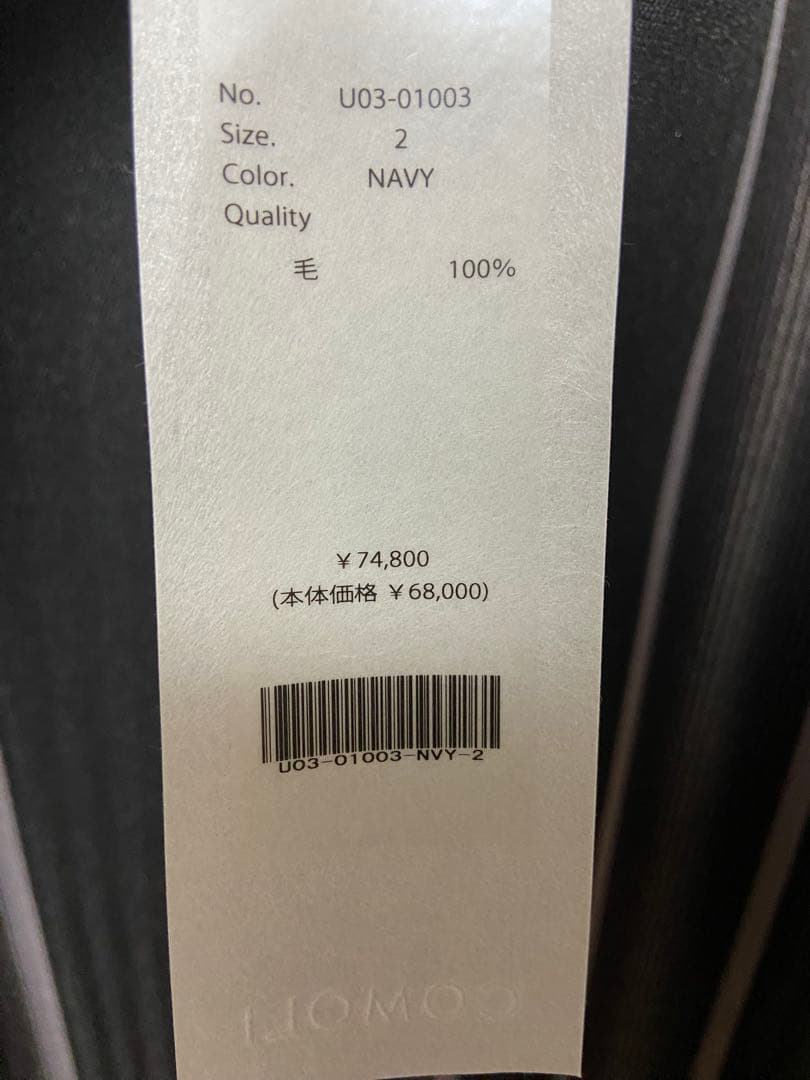 No. U03-01003
Size. 2
Color. NAVY
Quality
毛 100%
¥74,800
(本体価格 ¥68,000)
U03-01003-NVY-2